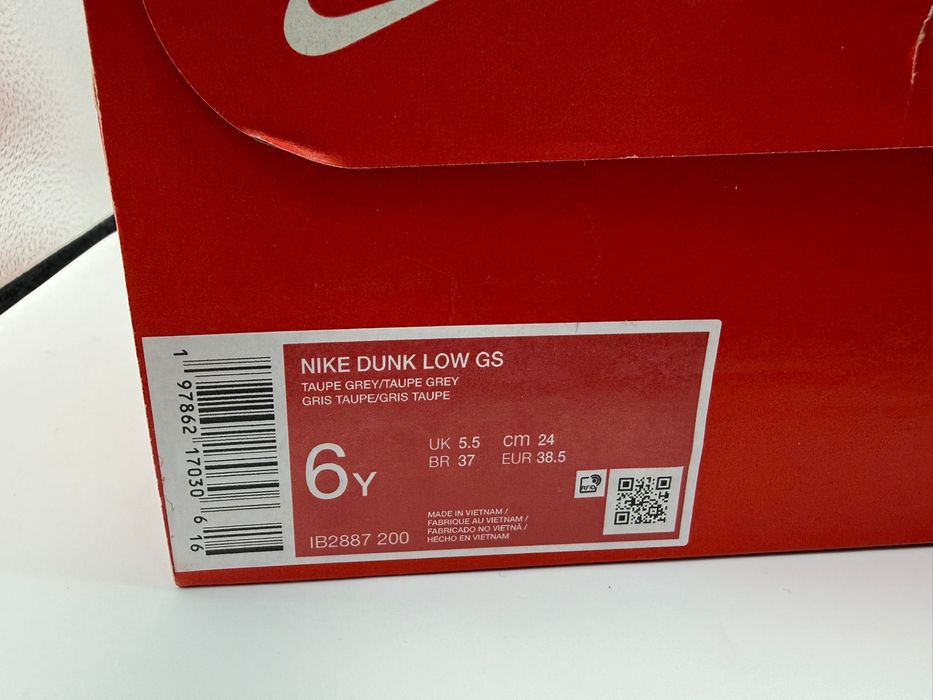 NIKE DUNK LOW GS
TAUPE GREY/TAUPE GREY
GRIS TAUPE/GRIS TAUPE
6Y
UK 5.5 cm 24
BR 37 EUR 38.5
RFID
MADE IN VIETNAM /
FABRIQUE AU VIETNAM /
FABRICADO NO VIETNÃ /
HECHO EN VIETNAM
IB2887 200
1 97862 17030 6 16